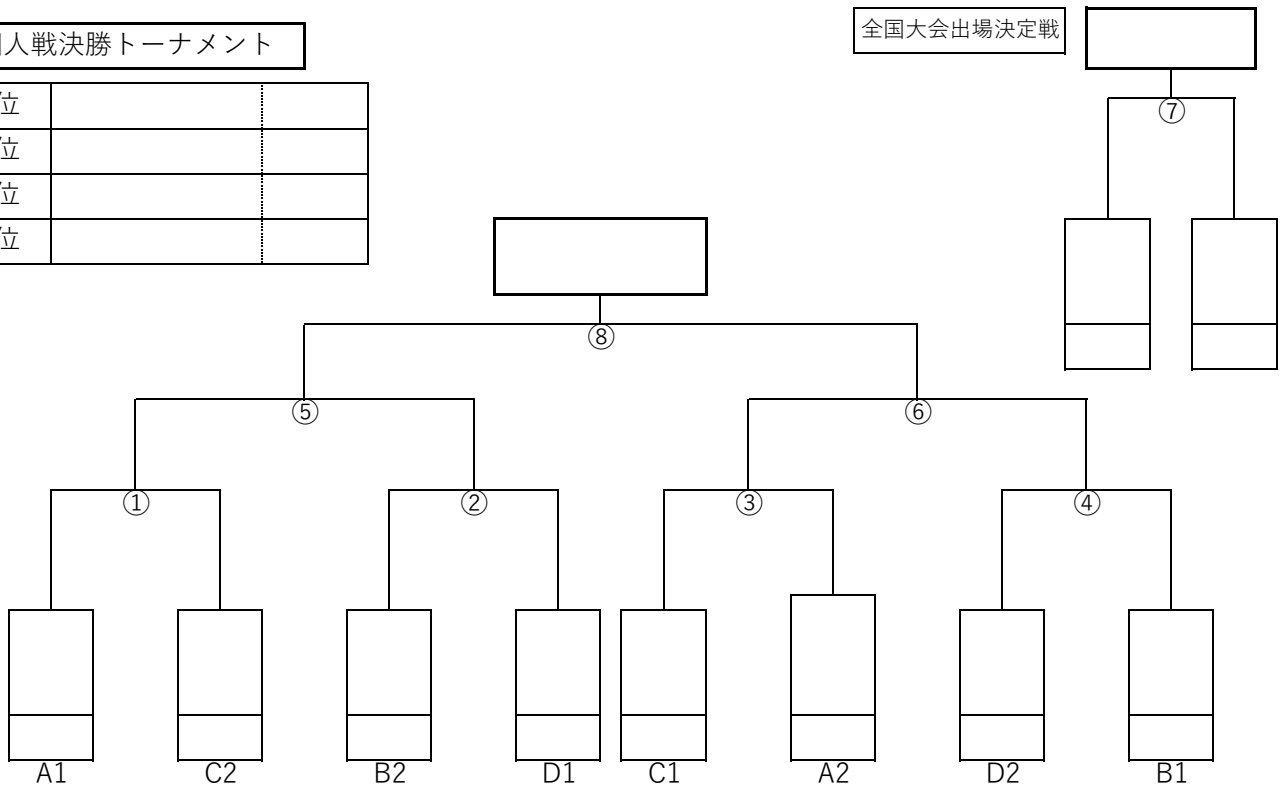 人戦決勝トーナメント
全国大会出場決定戦
位
位
位
位
⑦
⑧
⑤
⑥
①
②
③
④
A1
C2
B2
D1
C1
A2
D2
B1